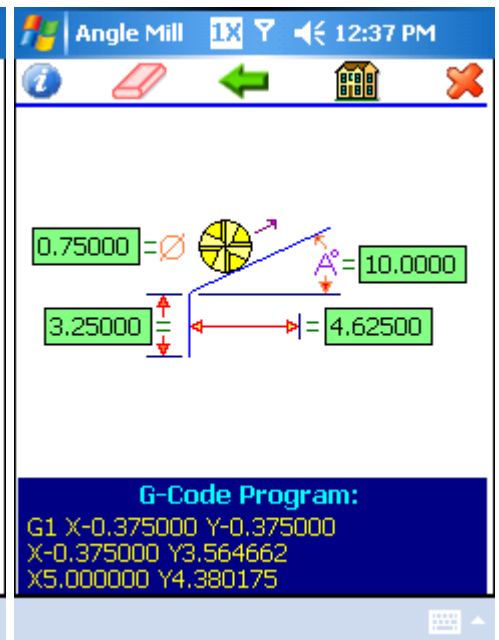 Angle Mill 1X 12:37 PM
0.75000 =∅
A° = 10.0000
3.25000 = = 4.62500
G-Code Program:
G1 X-0.375000 Y-0.375000
X-0.375000 Y3.564662
X5.000000 Y4.380175